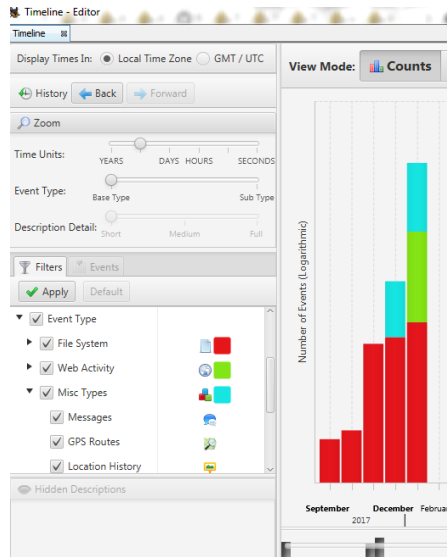 Timeline - Editor
Timeline
Display Times In: Local Time Zone GMT / UTC
History Back Forward
Zoom
Time Units:
YEARS DAYS HOURS SECONDS
Event Type:
Base Type Sub Type
Description Detail:
Short Medium Full
Filters Events
Apply Default
Event Type
File System
Web Activity
Misc Types
Messages
GPS Routes
Location History
Hidden Descriptions
View Mode: Counts
Number of Events (Logarithmic)
September December Februar
2017